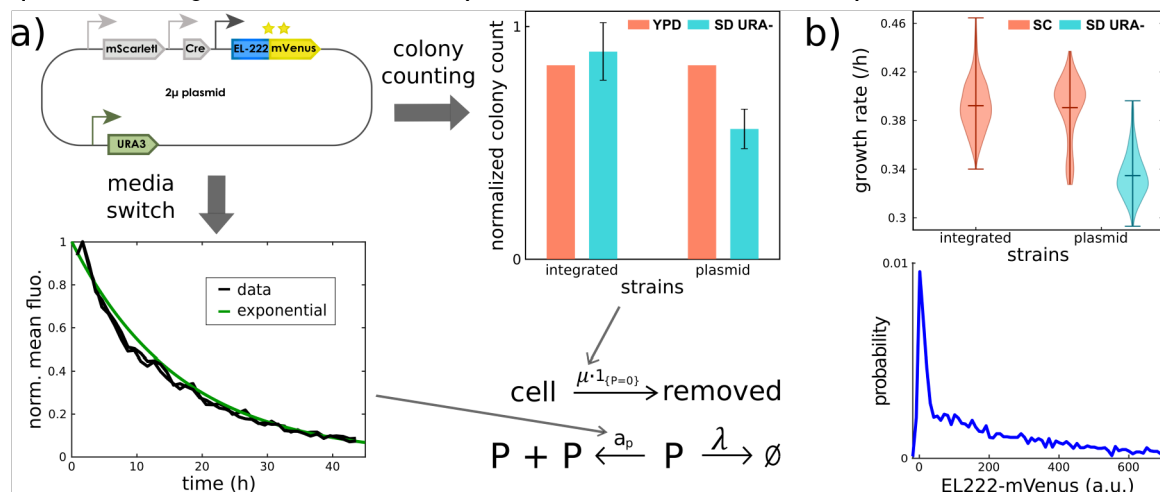 a)
mScarletI
Cre
EL-222
mVenus
2μ plasmid
URA3
colony
counting
media
switch
normalized colony count
1
0
YPD
SD URA-
integrated
plasmid
strains
norm. mean fluo.
1
0.8
0.6
0.4
0.2
0
data
exponential
0
10
20
30
40
time (h)
cell
μ·1{P=0}
removed
P + P
ap
P
λ
∅
b)
growth rate (/h)
0.46
0.42
0.38
0.34
0.3
SC
SD URA-
integrated
plasmid
strains
probability
0.01
0
0
200
400
600
EL222-mVenus (a.u.)